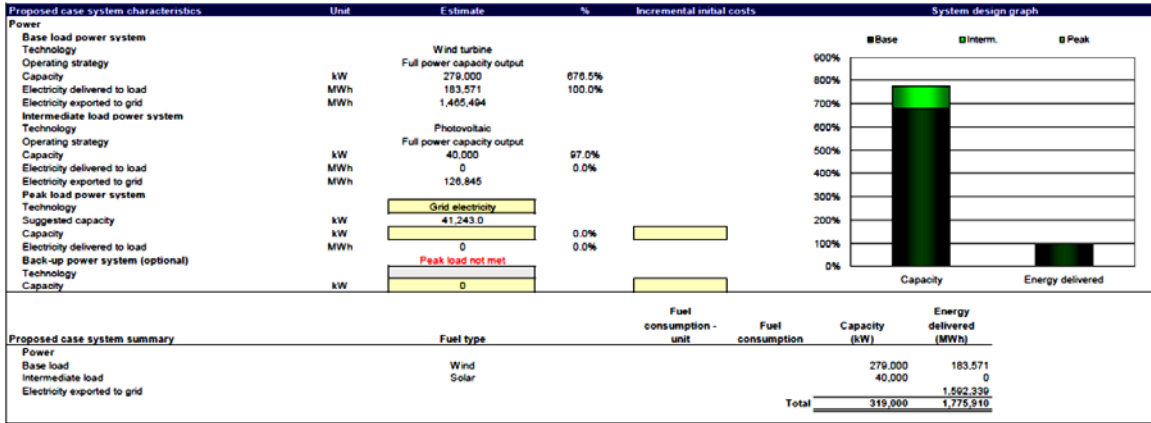 Proposed case system characteristics Unit Estimate % Incremental initial costs System design graph
Power
Base load power system
Technology Wind turbine
Operating strategy Full power capacity output
Capacity kW 279,000 676.5%
Electricity delivered to load MWh 183,571 100.0%
Electricity exported to grid MWh 1,465,494
Intermediate load power system
Technology Photovoltaic
Operating strategy Full power capacity output
Capacity kW 40,000 97.0%
Electricity delivered to load MWh 0 0.0%
Electricity exported to grid MWh 126,845
Peak load power system
Technology Grid electricity
Suggested capacity kW 41,243.0
Capacity kW 0.0%
Electricity delivered to load MWh 0 0.0%
Back-up power system (optional) Peak load not met
Technology
Capacity kW 0
Base Interm. Peak
900%
800%
700%
600%
500%
400%
300%
200%
100%
0%
Capacity Energy delivered
Fuel Energy
consumption - Fuel Capacity delivered
Proposed case system summary Fuel type unit consumption (kW) (MWh)
Power
Base load Wind 279,000 183,571
Intermediate load Solar 40,000 0
Electricity exported to grid 1,592,339
Total 319,000 1,775,910